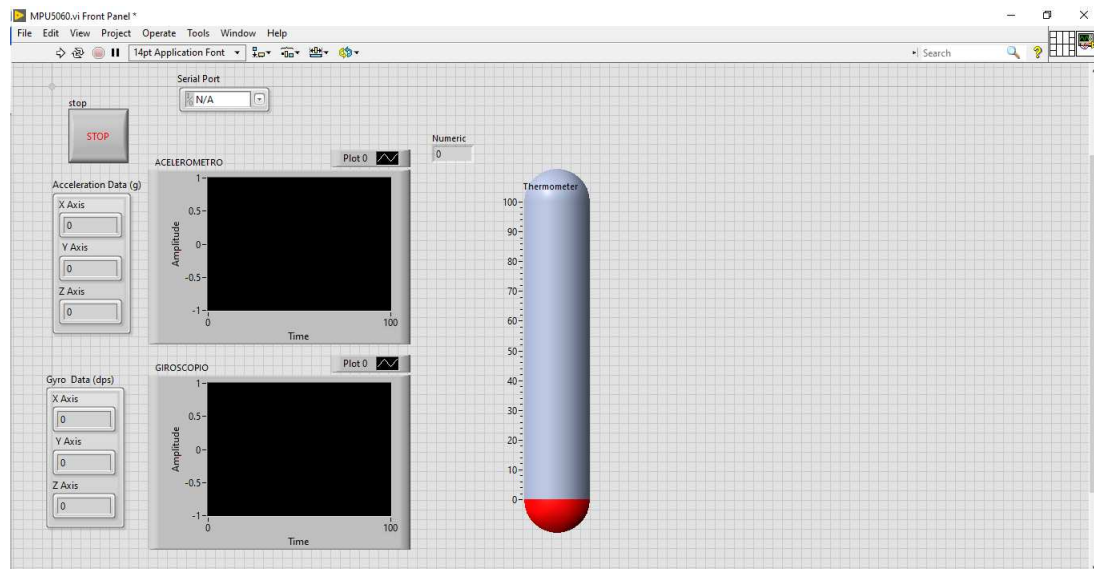 MPU5060.vi Front Panel *
File Edit View Project Operate Tools Window Help
14pt Application Font
Search
Serial Port
N/A
stop
STOP
Numeric
0
ACELEROMETRO
Plot 0
Amplitude
1
0.5
0
-0.5
-1
0
100
Time
Acceleration Data (g)
X Axis
0
Y Axis
0
Z Axis
0
GIROSCOPIO
Plot 0
Amplitude
1
0.5
0
-0.5
-1
0
100
Time
Gyro Data (dps)
X Axis
0
Y Axis
0
Z Axis
0
Thermometer
100
90
80
70
60
50
40
30
20
10
0